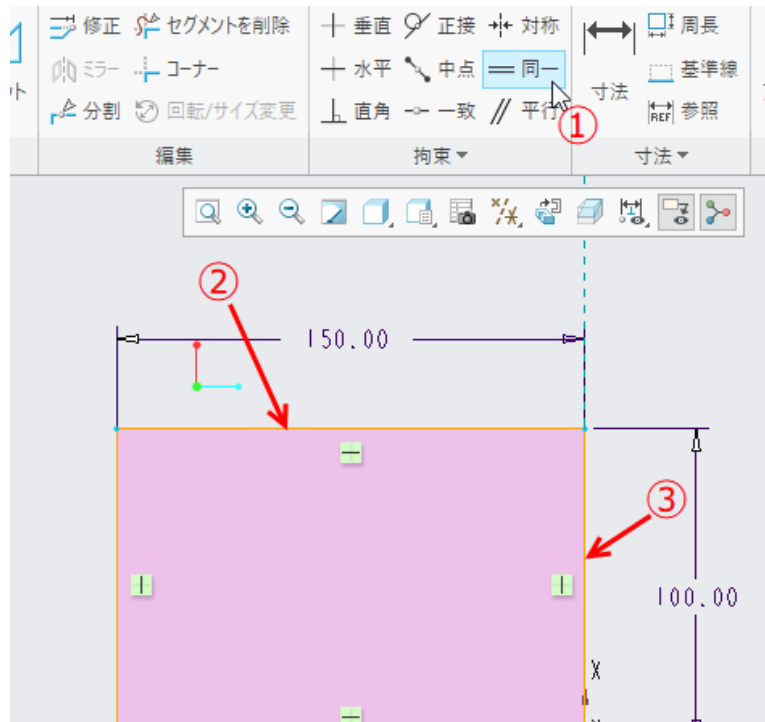 修正 セグメントを削除 垂直 正接 対称 周長
ミラー コーナー 水平 中点 同一 寸法 基準線
ト 分割 回転/サイズ変更 直角 一致 平行 REF 参照
編集 拘束 寸法
①
②
150.00
③
100.00
X